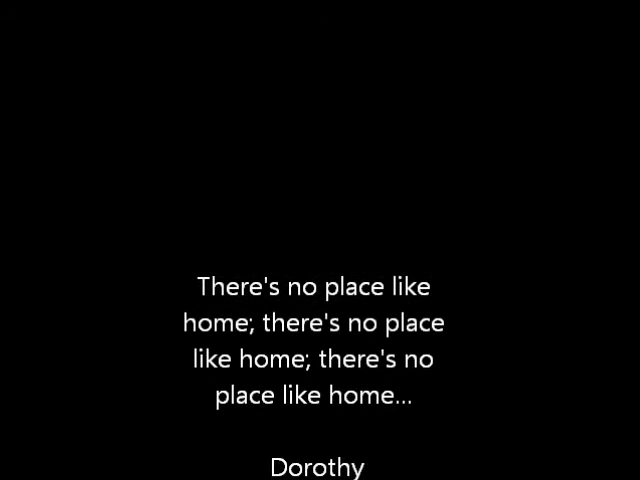 There's no place like
home; there's no place
like home; there's no
place like home...
Dorothy